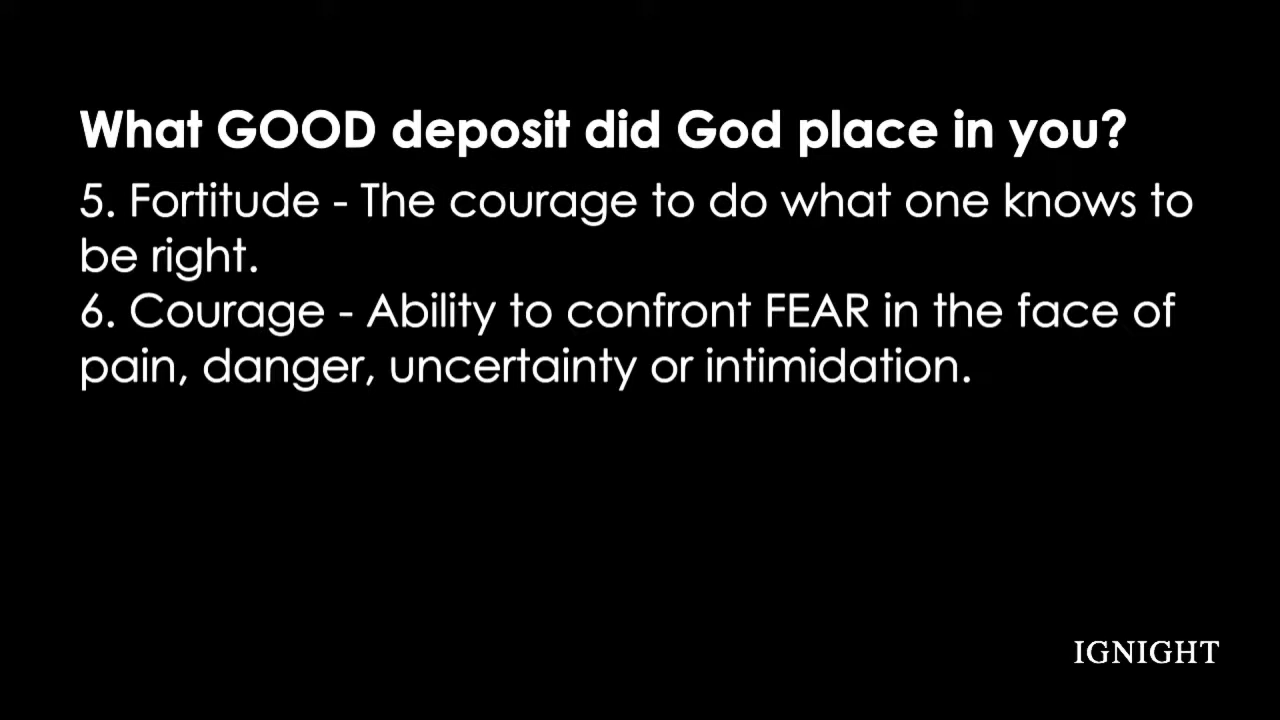 What GOOD deposit did God place in you?
5. Fortitude - The courage to do what one knows to
be right.
6. Courage - Ability to confront FEAR in the face of
pain, danger, uncertainty or intimidation.
IGNIGHT